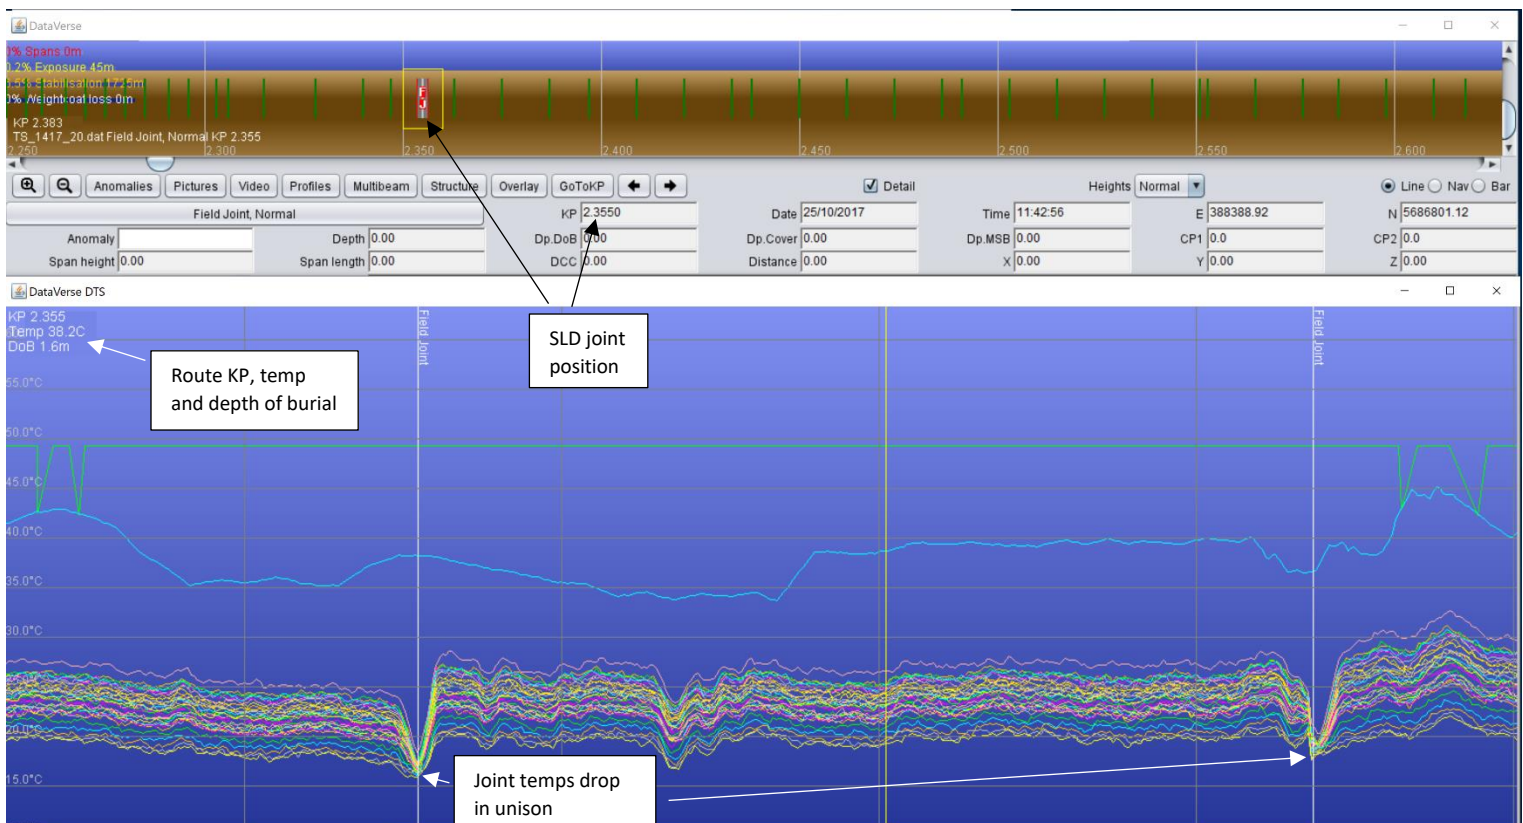 DataVerse
0% Spans 0m
0.2% Exposure 45m
0.5% Stabilisation 1725m
0% Weightcoat loss 0m
KP 2.383
TS_1417_20.dat Field Joint, Normal KP 2.355
2.250 2.300 2.350 2.400 2.450 2.500 2.550 2.600
FJ
Anomalies Pictures Video Profiles Multibeam Structure Overlay GoToKP Detail Heights Normal Line Nav Bar
Field Joint, Normal KP 2.3550 Date 25/10/2017 Time 11:42:56 E 388388.92 N 5686801.12
Anomaly Depth 0.00 Dp.DoB 0.00 Dp.Cover 0.00 Dp.MSB 0.00 CP1 0.0 CP2 0.0
Span height 0.00 Span length 0.00 DCC 0.00 Distance 0.00 X 0.00 Y 0.00 Z 0.00
DataVerse DTS
KP 2.355
Temp 38.2C
DoB 1.6m
Field Joint
Field Joint
SLD joint
position
Route KP, temp
and depth of burial
55.0°C
50.0°C
45.0°C
40.0°C
35.0°C
30.0°C
20.0°C
15.0°C
Joint temps drop
in unison